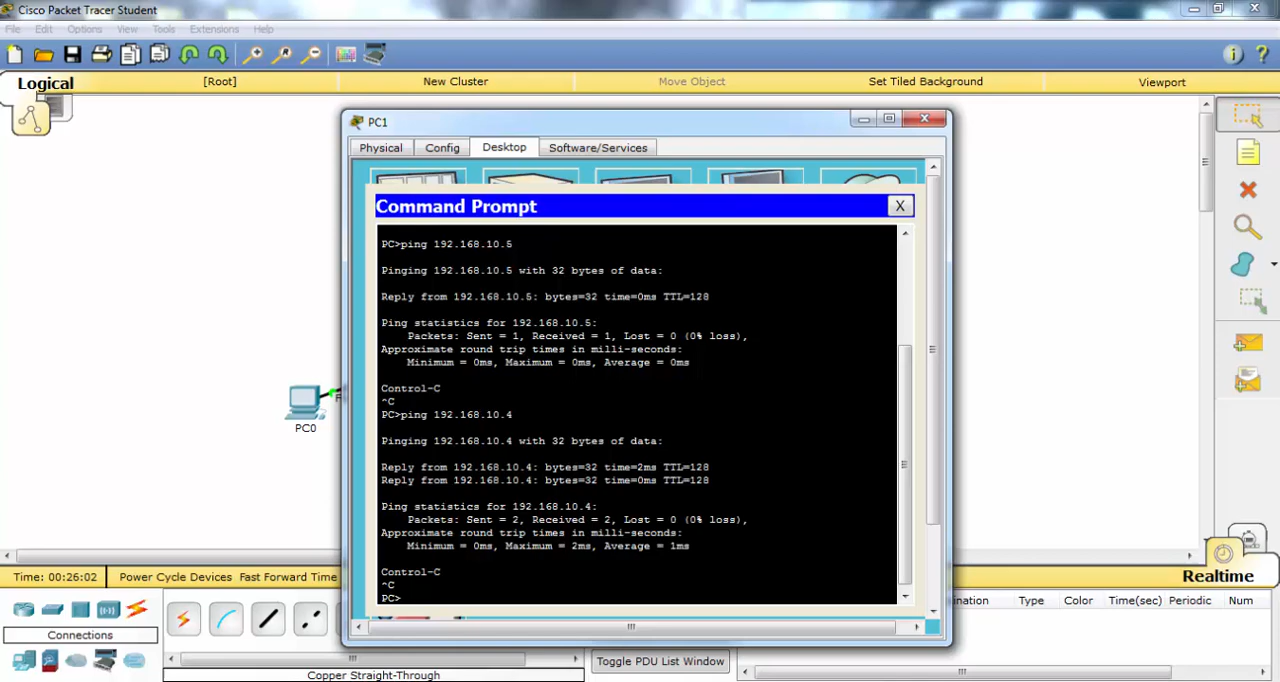 Cisco Packet Tracer Student
File Edit Options View Tools Extensions Help
Logical
[Root]
New Cluster
Move Object
Set Tiled Background
Viewport
PC1
Physical Config Desktop Software/Services
Command Prompt
X
PC>ping 192.168.10.5
Pinging 192.168.10.5 with 32 bytes of data:
Reply from 192.168.10.5: bytes=32 time=0ms TTL=128
Ping statistics for 192.168.10.5:
Packets: Sent = 1, Received = 1, Lost = 0 (0% loss),
Approximate round trip times in milli-seconds:
Minimum = 0ms, Maximum = 0ms, Average = 0ms
Control-C
^C
PC>ping 192.168.10.4
Pinging 192.168.10.4 with 32 bytes of data:
Reply from 192.168.10.4: bytes=32 time=2ms TTL=128
Reply from 192.168.10.4: bytes=32 time=0ms TTL=128
Ping statistics for 192.168.10.4:
Packets: Sent = 2, Received = 2, Lost = 0 (0% loss),
Approximate round trip times in milli-seconds:
Minimum = 0ms, Maximum = 2ms, Average = 1ms
Control-C
^C
PC>
PC0
Time: 00:26:02 Power Cycle Devices Fast Forward Time
Realtime
Connections
Copper Straight-Through
Toggle PDU List Window
ination Type Color Time(sec) Periodic Num